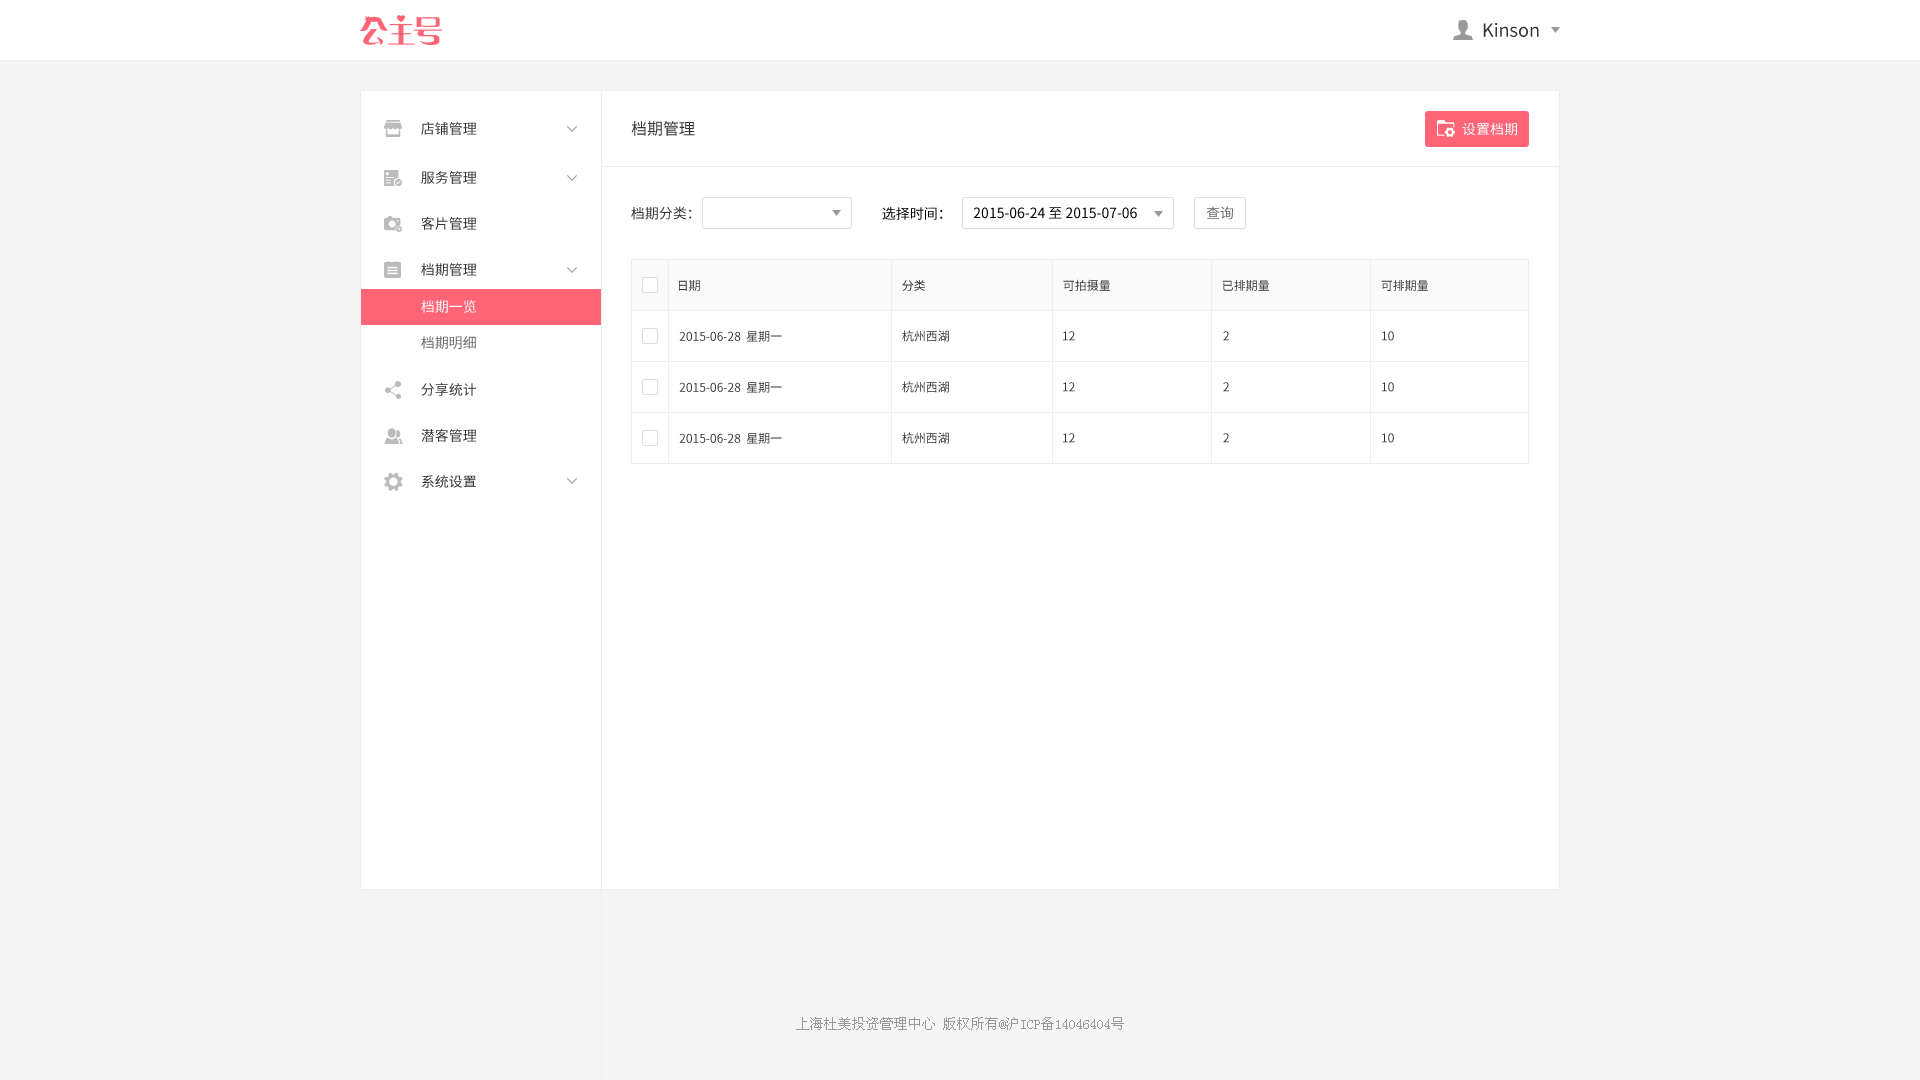 公主号
Kinson
店铺管理
服务管理
客片管理
档期管理
档期一览
档期明细
分享统计
潜客管理
系统设置
档期管理
设置档期
档期分类：
选择时间： 2015-06-24 至 2015-07-06 查询
日期 分类 可拍摄量 已排期量 可排期量
2015-06-28 星期一 杭州西湖 12 2 10
2015-06-28 星期一 杭州西湖 12 2 10
2015-06-28 星期一 杭州西湖 12 2 10
上海杜美投资管理中心 版权所有@沪ICP备14046404号